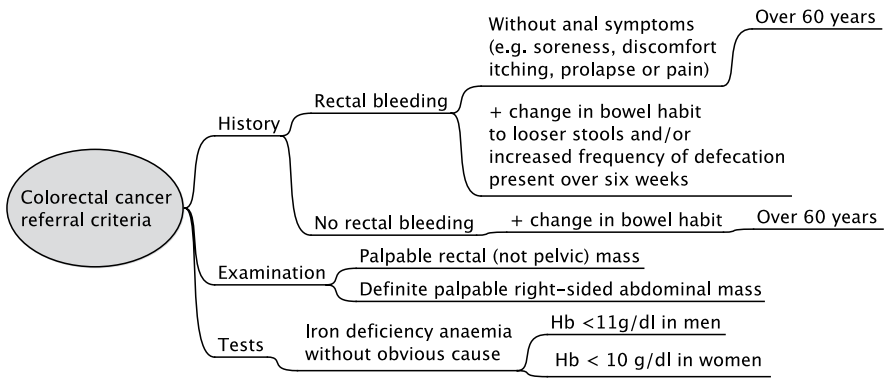 Colorectal cancer
referral criteria
History
Rectal bleeding
Without anal symptoms
(e.g. soreness, discomfort
itching, prolapse or pain)
Over 60 years
+ change in bowel habit
to looser stools and/or
increased frequency of defecation
present over six weeks
No rectal bleeding
+ change in bowel habit
Over 60 years
Examination
Palpable rectal (not pelvic) mass
Definite palpable right-sided abdominal mass
Tests
Iron deficiency anaemia
without obvious cause
Hb <11g/dl in men
Hb < 10 g/dl in women